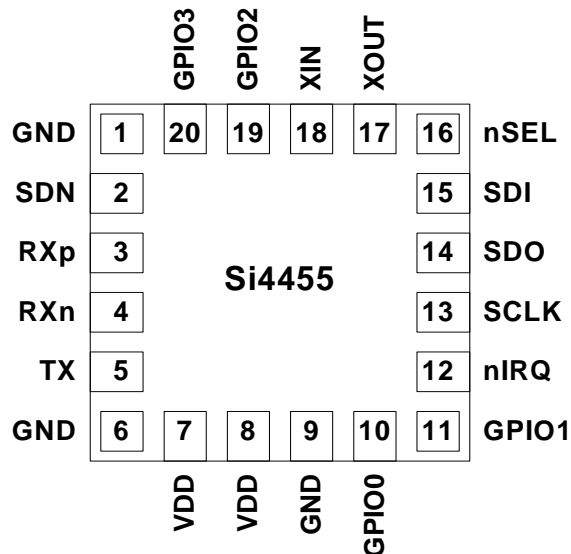 GPIO3 GPIO2 XIN XOUT
GND 1 20 19 18 17 16 nSEL
SDN 2 15 SDI
RXp 3 14 SDO
Si4455
RXn 4 13 SCLK
TX 5 12 nIRQ
GND 6 7 8 9 10 11 GPIO1
VDD VDD GND GPIO0